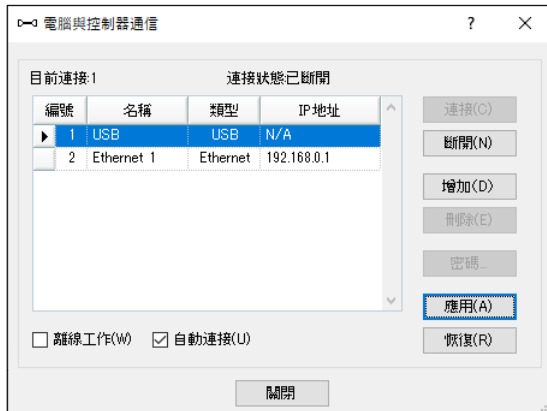 電腦與控制器通信
目前連接:1 連接狀態:已斷開
編號 名稱 類型 IP地址
1 USB USB N/A
2 Ethernet 1 Ethernet 192.168.0.1
連接(C)
斷開(N)
增加(D)
刪除(E)
密碼...
應用(A)
恢復(R)
離線工作(W) 自動連接(U)
關閉